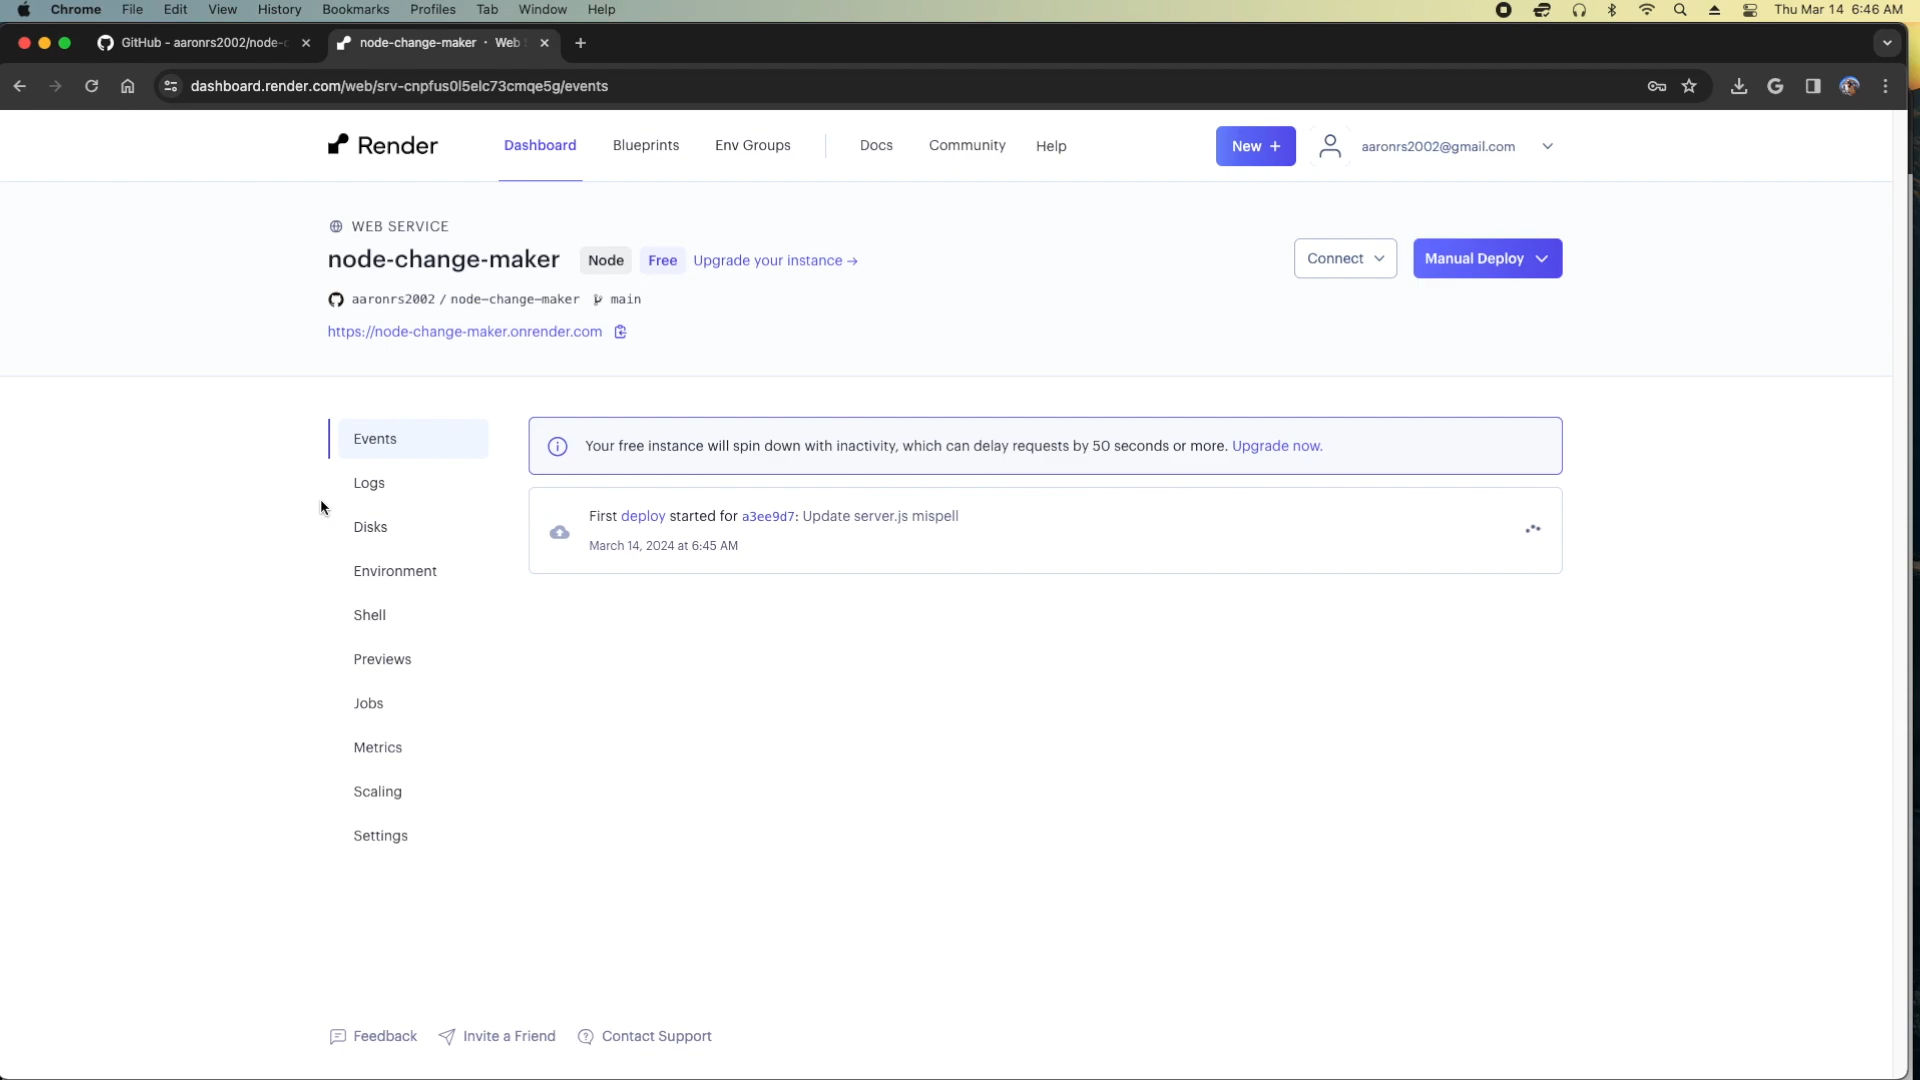 Chrome File Edit View History Bookmarks Profiles Tab Window Help Thu Mar 14 6:46 AM
GitHub - aaronrs2002/node-c node-change-maker · Web
dashboard.render.com/web/srv-cnpfus0l5elc73cmqe5g/events
Render Dashboard Blueprints Env Groups Docs Community Help New + aaronrs2002@gmail.com
WEB SERVICE
node-change-maker Node Free Upgrade your instance → Connect Manual Deploy
aaronrs2002 / node-change-maker main
https://node-change-maker.onrender.com
Events
Logs
Disks
Environment
Shell
Previews
Jobs
Metrics
Scaling
Settings
Your free instance will spin down with inactivity, which can delay requests by 50 seconds or more. Upgrade now.
First deploy started for a3ee9d7: Update server.js mispell
March 14, 2024 at 6:45 AM
Feedback Invite a Friend Contact Support